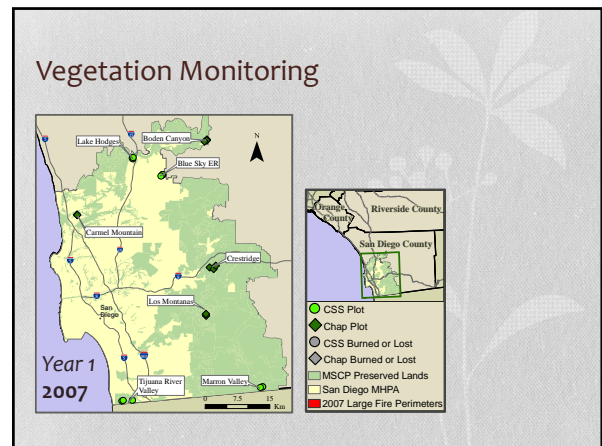 Vegetation Monitoring
N
Lake Hodges
Boden Canyon
Blue Sky ER
Carmel Mountain
Crestridge
Los Montanas
San
Diego
Year 1
2007
Tijuana River
Valley
Marron Valley
0 7.5 15
Km
Orange
County
Riverside County
San Diego County
CSS Plot
Chap Plot
CSS Burned or Lost
Chap Burned or Lost
MSCP Preserved Lands
San Diego MHPA
2007 Large Fire Perimeters